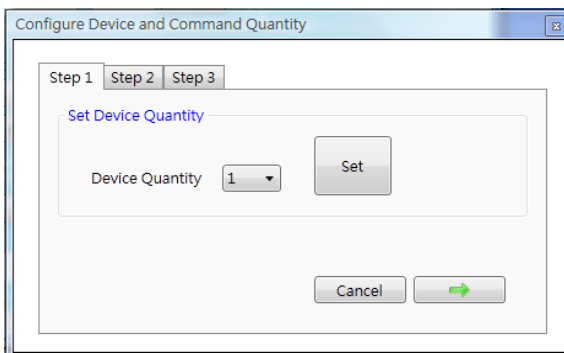 Configure Device and Command Quantity
Step 1 Step 2 Step 3
Set Device Quantity
Device Quantity 1 Set
Cancel